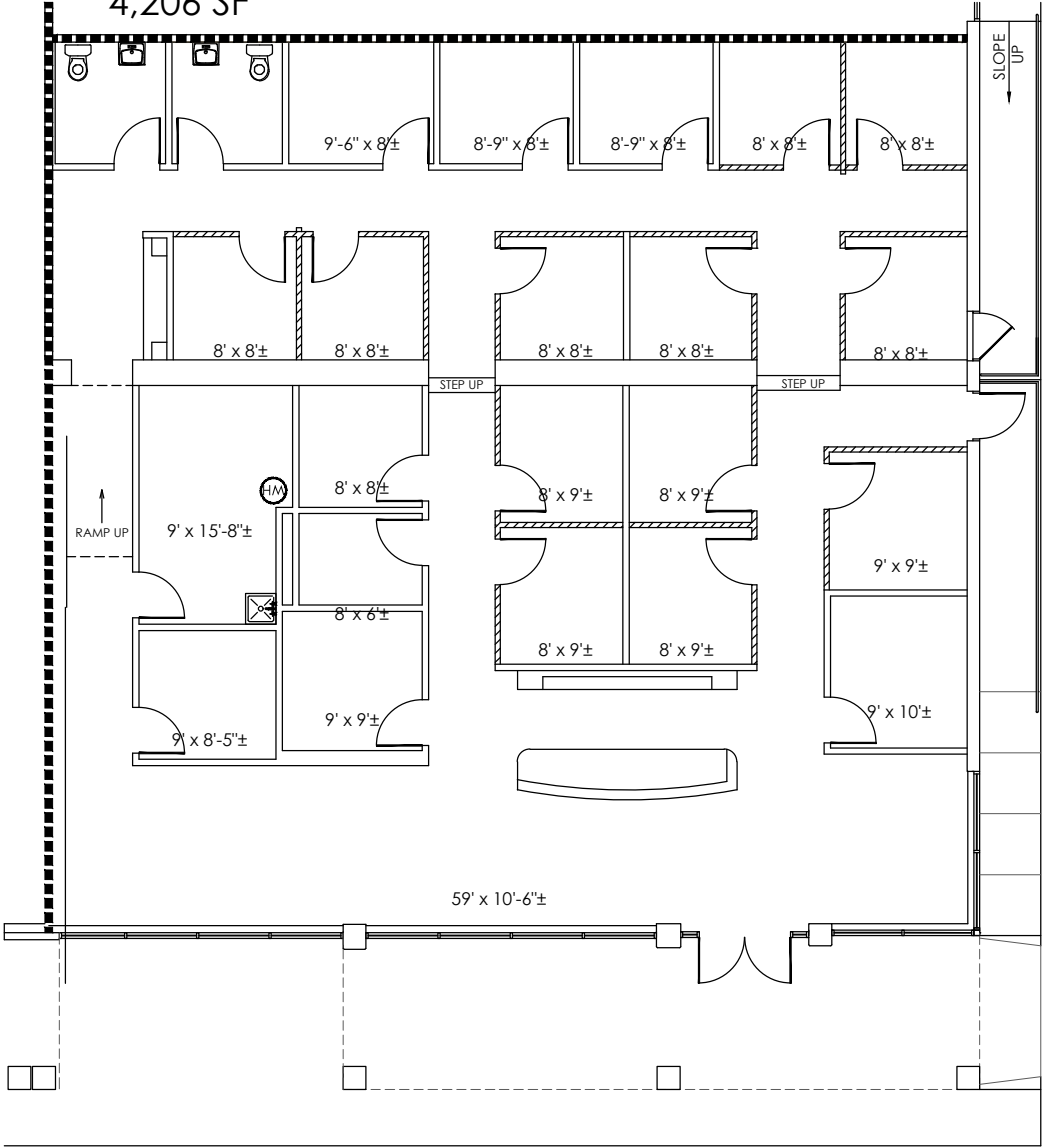 4,206 SF
SLOPE
UP
9'-6" x 8'±
8'-9" x 8'±
8'-9" x 8'±
8' x 8'±
8' x 8'±
8' x 8'±
8' x 8'±
8' x 8'±
8' x 8'±
8' x 8'±
STEP UP
STEP UP
8' x 8'±
HW
8' x 9'±
8' x 9'±
RAMP UP
9' x 15'-8"±
9' x 9'±
8' x 6'±
8' x 9'±
8' x 9'±
9' x 9'±
9' x 10'±
9' x 8'-5"±
59' x 10'-6"±